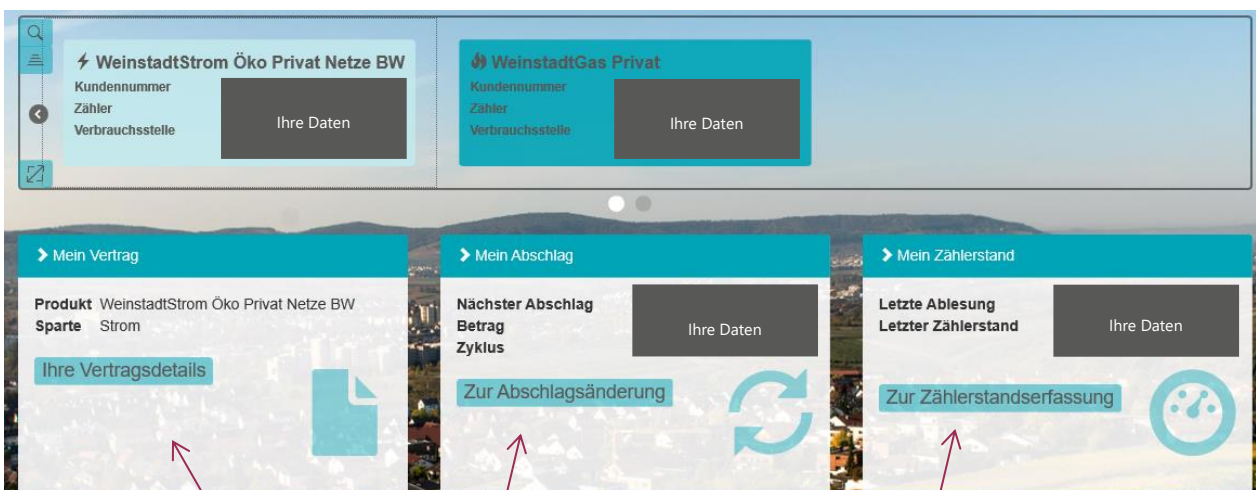 WeinstadtStrom Öko Privat Netze BW
Kundennummer
Zähler
Verbrauchsstelle
Ihre Daten
WeinstadtGas Privat
Kundennummer
Zähler
Verbrauchsstelle
Ihre Daten
Mein Vertrag
Produkt WeinstadtStrom Öko Privat Netze BW
Sparte Strom
Ihre Vertragsdetails
Mein Abschlag
Nächster Abschlag
Betrag
Zyklus
Ihre Daten
Zur Abschlagsänderung
Mein Zählerstand
Letzte Ablesung
Letzter Zählerstand
Ihre Daten
Zur Zählerstandserfassung